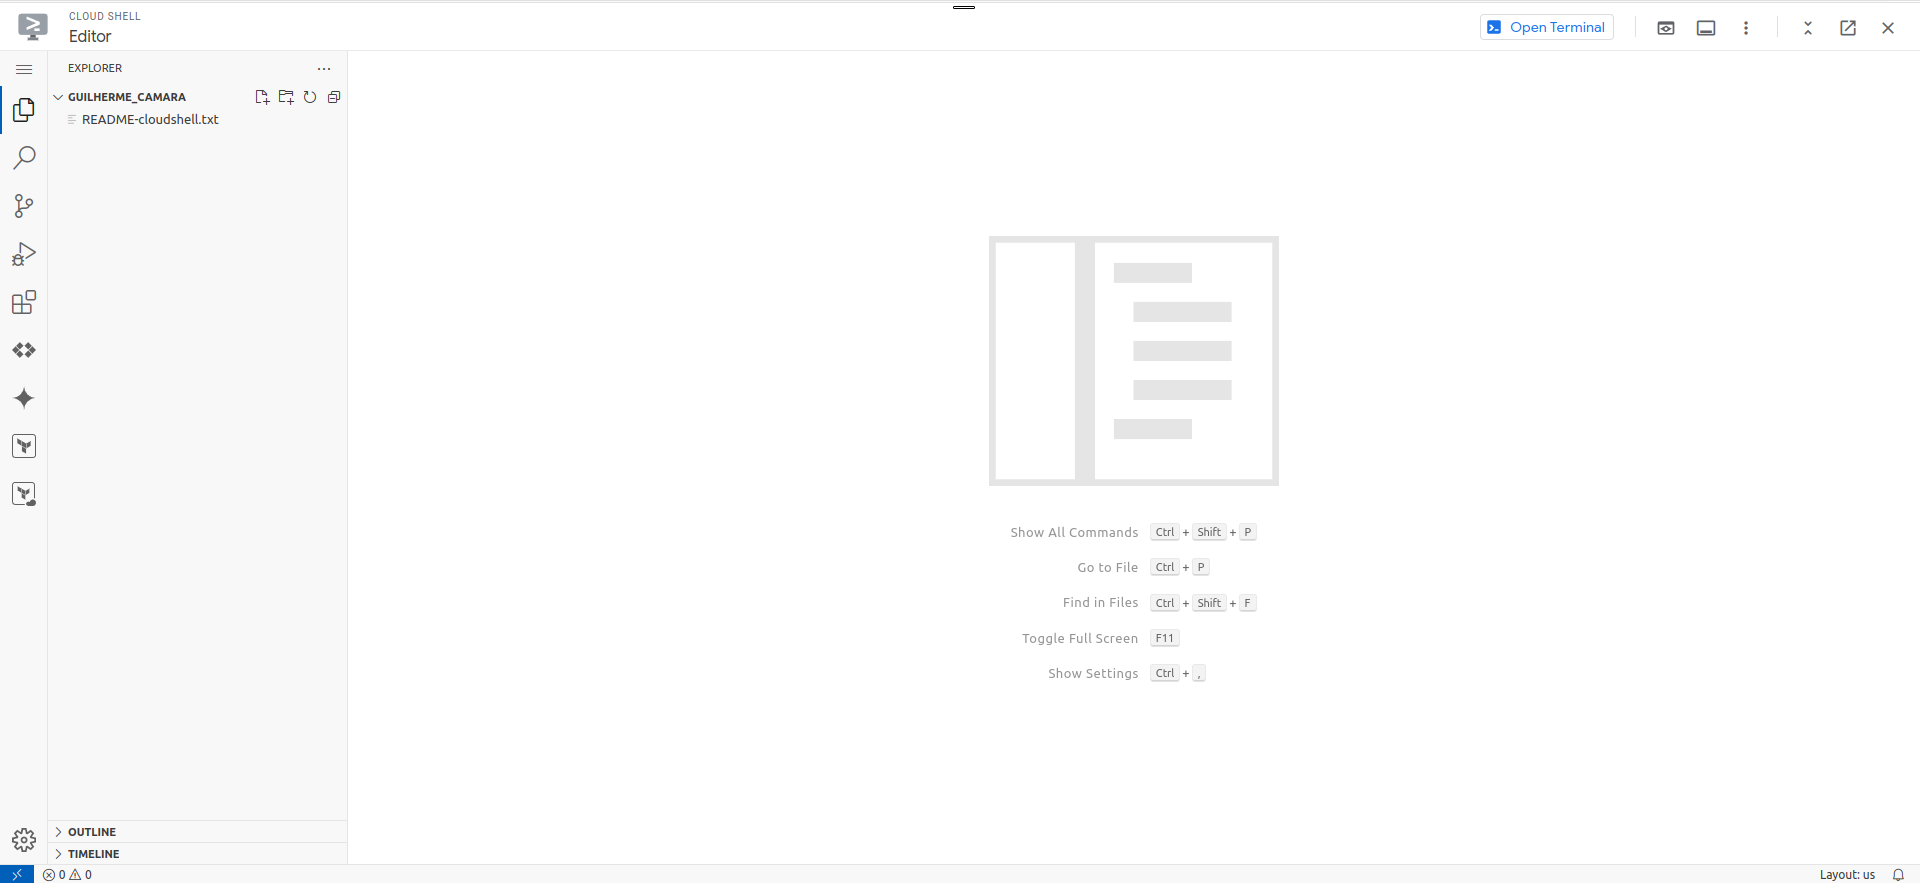 CLOUD SHELL
Editor
Open Terminal
EXPLORER
GUILHERME_CAMARA
README-cloudshell.txt
Show All Commands Ctrl + Shift + P
Go to File Ctrl + P
Find in Files Ctrl + Shift + F
Toggle Full Screen F11
Show Settings Ctrl + ,
OUTLINE
TIMELINE
0 0
Layout: us